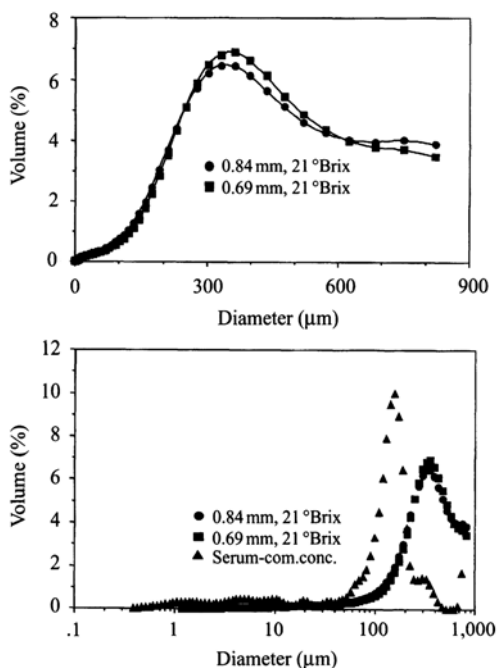 8
6
4
2
0
Volume (%)
0.84 mm, 21 °Brix
0.69 mm, 21 °Brix
0 300 600 900
Diameter (µm)
12
10
8
6
4
2
0
Volume (%)
0.84 mm, 21 °Brix
0.69 mm, 21 °Brix
Serum-com.conc.
.1 1 10 100 1,000
Diameter (µm)